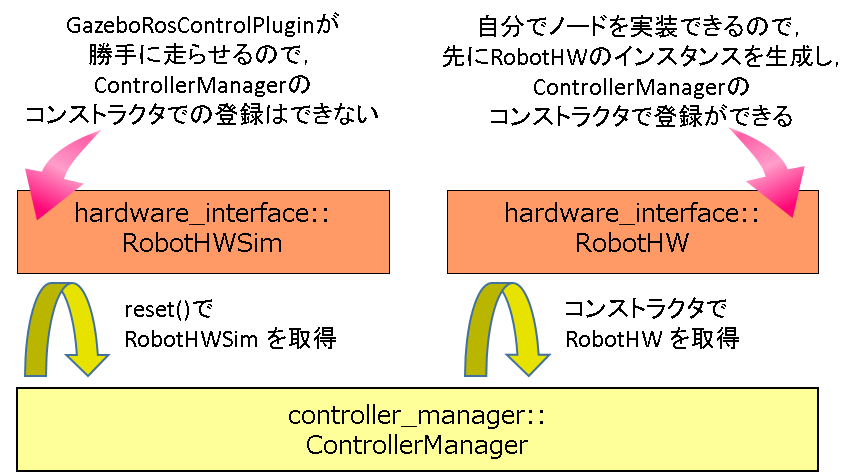 GazeboRosControlPluginが
勝手に走らせるので,
ControllerManagerの
コンストラクタでの登録はできない
自分でノードを実装できるので,
先にRobotHWのインスタンスを生成し,
ControllerManagerの
コンストラクタで登録ができる
hardware_interface::
RobotHWSim
hardware_interface::
RobotHW
reset()で
RobotHWSim を取得
コンストラクタで
RobotHW を取得
controller_manager::
ControllerManager